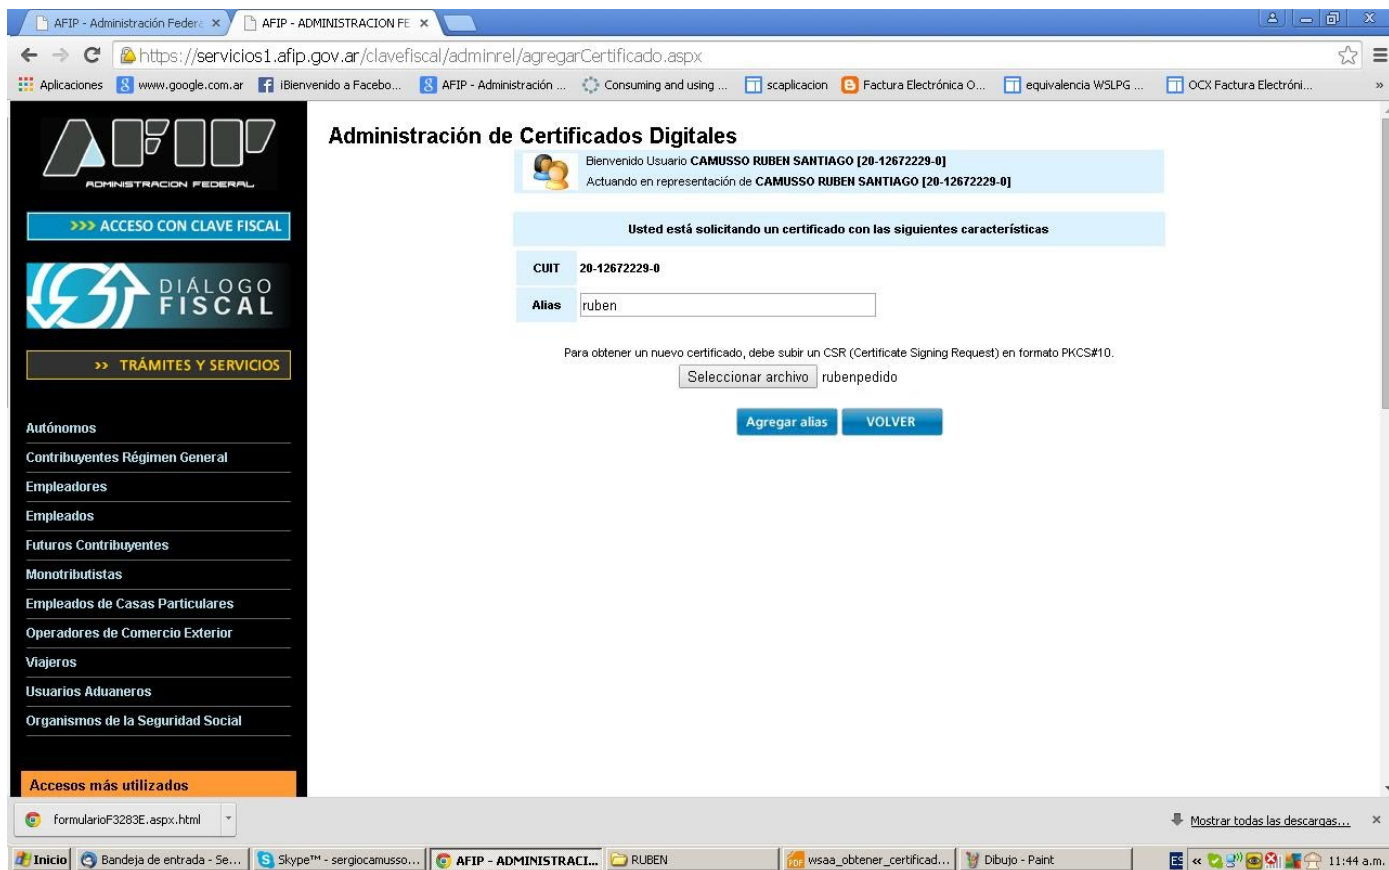 AFIP - Administración Federa
AFIP - ADMINISTRACION FE
https://servicios1.afip.gov.ar/clavefiscal/adminrel/agregarCertificado.aspx
Aplicaciones www.google.com.ar iBienvenido a Facebo... AFIP - Administración ... Consuming and using ... scaplicacion Factura Electrónica O... equivalencia WSLPG ... OCX Factura Electróni... »
AFIP
ADMINISTRACION FEDERAL
>>> ACCESO CON CLAVE FISCAL
DIÁLOGO
FISCAL
>> TRÁMITES Y SERVICIOS
Autónomos
Contribuyentes Régimen General
Empleadores
Empleados
Futuros Contribuyentes
Monotributistas
Empleados de Casas Particulares
Operadores de Comercio Exterior
Viajeros
Usuarios Aduaneros
Organismos de la Seguridad Social
Accesos más utilizados
Administración de Certificados Digitales
Bienvenido Usuario CAMUSSO RUBEN SANTIAGO [20-12672229-0]
Actuando en representación de CAMUSSO RUBEN SANTIAGO [20-12672229-0]
Usted está solicitando un certificado con las siguientes características
CUIT 20-12672229-0
Alias ruben
Para obtener un nuevo certificado, debe subir un CSR (Certificate Signing Request) en formato PKCS#10.
Seleccionar archivo rubenpedido
Agregar alias VOLVER
formularioF3283E.aspx.html
Mostrar todas las descargas...
Inicio Bandeja de entrada - Se... Skype™ - sergiocamusso... AFIP - ADMINISTRACI... RUBEN wsaa_obtener_certificad... Dibujo - Paint ES « 11:44 a.m.